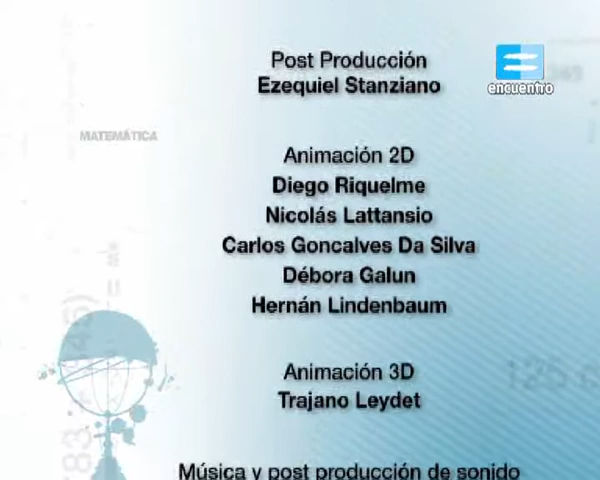 Post Producción
Ezequiel Stanziano
encuentro
MATEMÁTICA
Animación 2D
Diego Riquelme
Nicolás Lattansio
Carlos Goncalves Da Silva
Débora Galun
Hernán Lindenbaum
Animación 3D
Trajano Leydet
Música y post producción de sonido